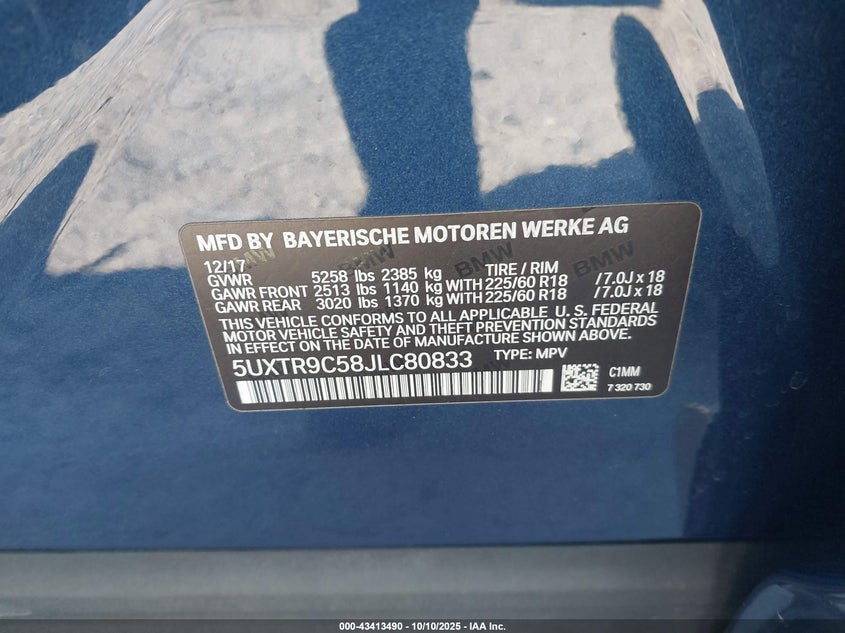 MFD BY BAYERISCHE MOTOREN WERKE AG
12/17
GVWR 5258 lbs 2385 kg TIRE / RIM
GAWR FRONT 2513 lbs 1140 kg WITH 225/60 R18 /7.0J x 18
GAWR REAR 3020 lbs 1370 kg WITH 225/60 R18 /7.0J x 18
THIS VEHICLE CONFORMS TO ALL APPLICABLE U. S. FEDERAL
MOTOR VEHICLE SAFETY AND THEFT PREVENTION STANDARDS
IN EFFECT ON THE DATE OF MANUFACTURE SHOWN ABOVE.
5UXTR9C58JLC80833 TYPE: MPV
C1MM
7 320 730
BMW
BMW
BMW
BMW
000-43413490 - 10/10/2025 - IAA Inc.